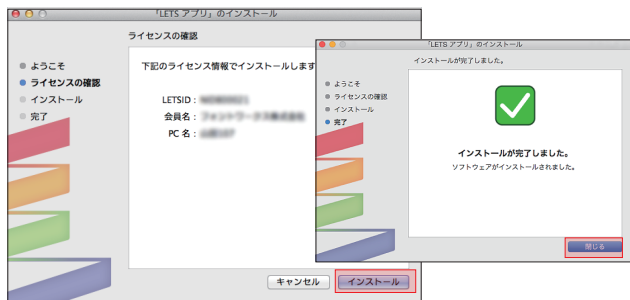 「LETS アプリ」のインストール
ライセンスの確認
ようこそ
ライセンスの確認
インストール
完了
下記のライセンス情報でインストールします
LETSID :
会員名 :
PC 名 :
キャンセル
インストール
「LETS アプリ」のインストール
インストールが完了しました。
ようこそ
ライセンスの確認
インストール
完了
インストールが完了しました。
ソフトウェアがインストールされました。
閉じる